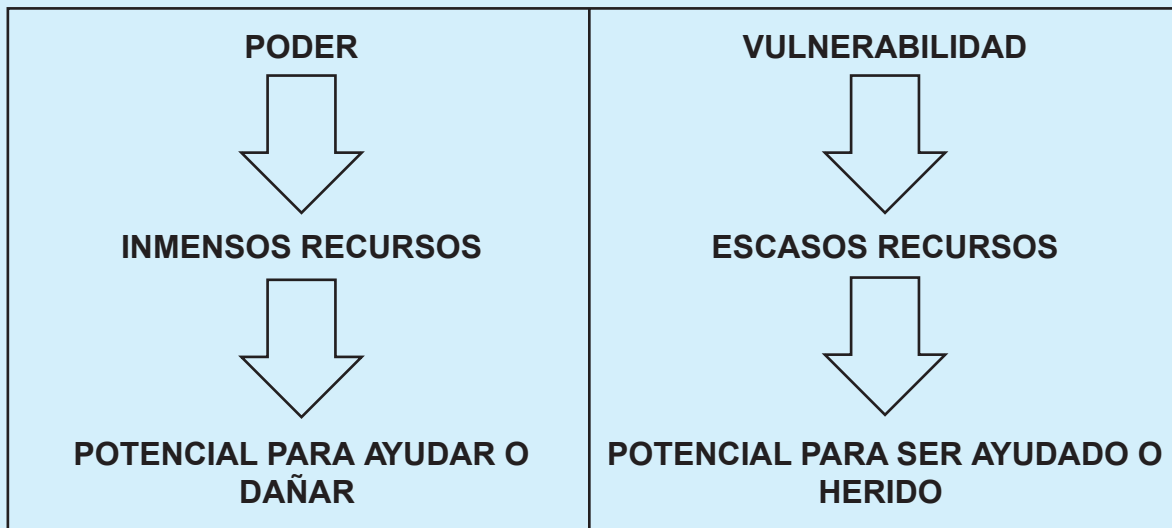 PODER
INMENSOS RECURSOS
POTENCIAL PARA AYUDAR O
DAÑAR
VULNERABILIDAD
ESCASOS RECURSOS
POTENCIAL PARA SER AYUDADO O
HERIDO